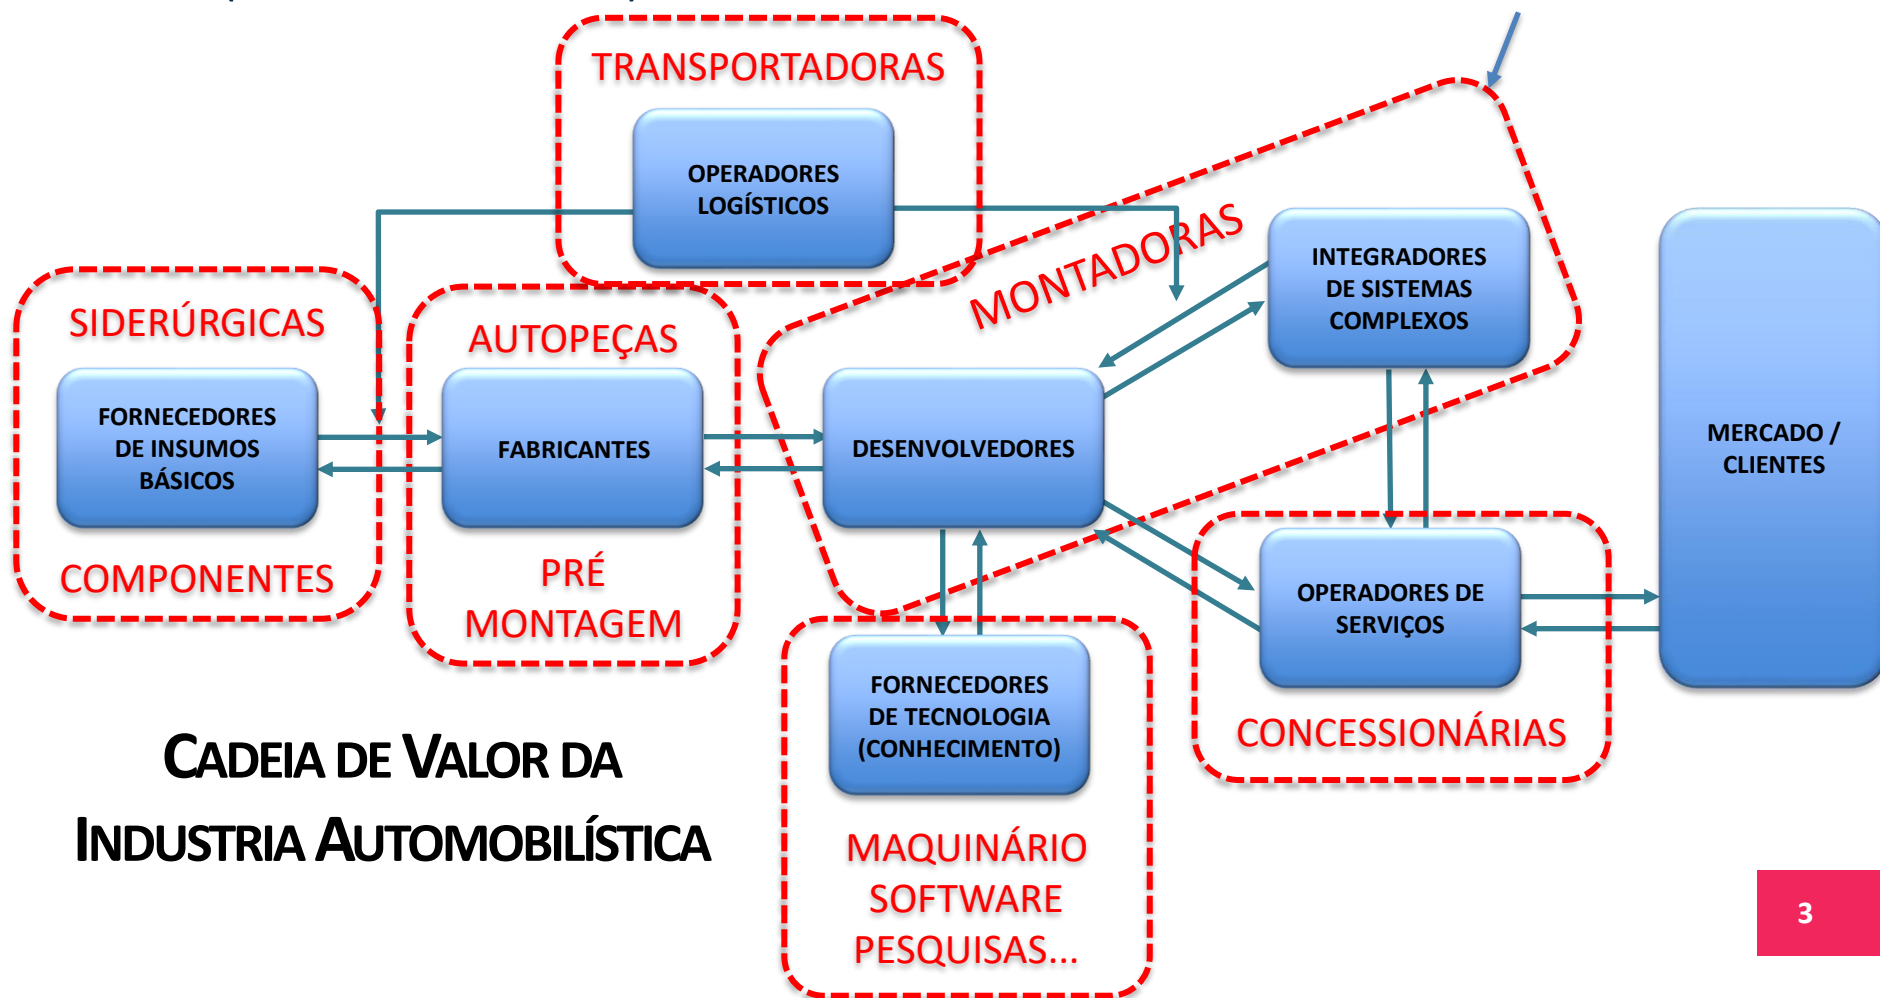 TRANSPORTADORAS
OPERADORES
LOGÍSTICOS
MONTADORAS
INTEGRADORES
DE SISTEMAS
COMPLEXOS
SIDERÚRGICAS
AUTOPEÇAS
FORNECEDORES
DE INSUMOS
BÁSICOS
FABRICANTES
DESENVOLVEDORES
MERCADO /
CLIENTES
COMPONENTES
PRÉ
MONTAGEM
OPERADORES DE
SERVIÇOS
FORNECEDORES
DE TECNOLOGIA
(CONHECIMENTO)
CONCESSIONÁRIAS
CADEIA DE VALOR DA
INDUSTRIA AUTOMOBILÍSTICA
MAQUINÁRIO
SOFTWARE
PESQUISAS...
3